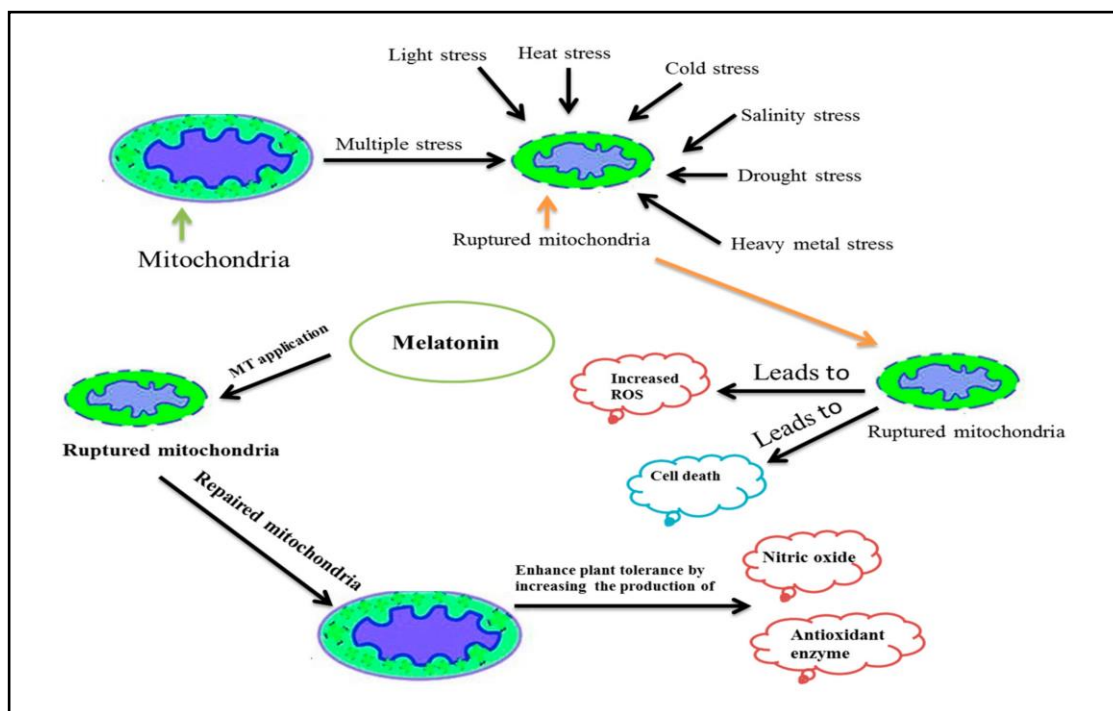 Light stress
Heat stress
Cold stress
Salinity stress
Multiple stress
Drought stress
Ruptured mitochondria
Heavy metal stress
Mitochondria
MT application
Melatonin
Increased
ROS
Leads to
Ruptured mitochondria
Leads to
Ruptured mitochondria
Cell death
Repaired mitochondria
Enhance plant tolerance by
increasing the production of
Nitric oxide
Antioxidant
enzyme